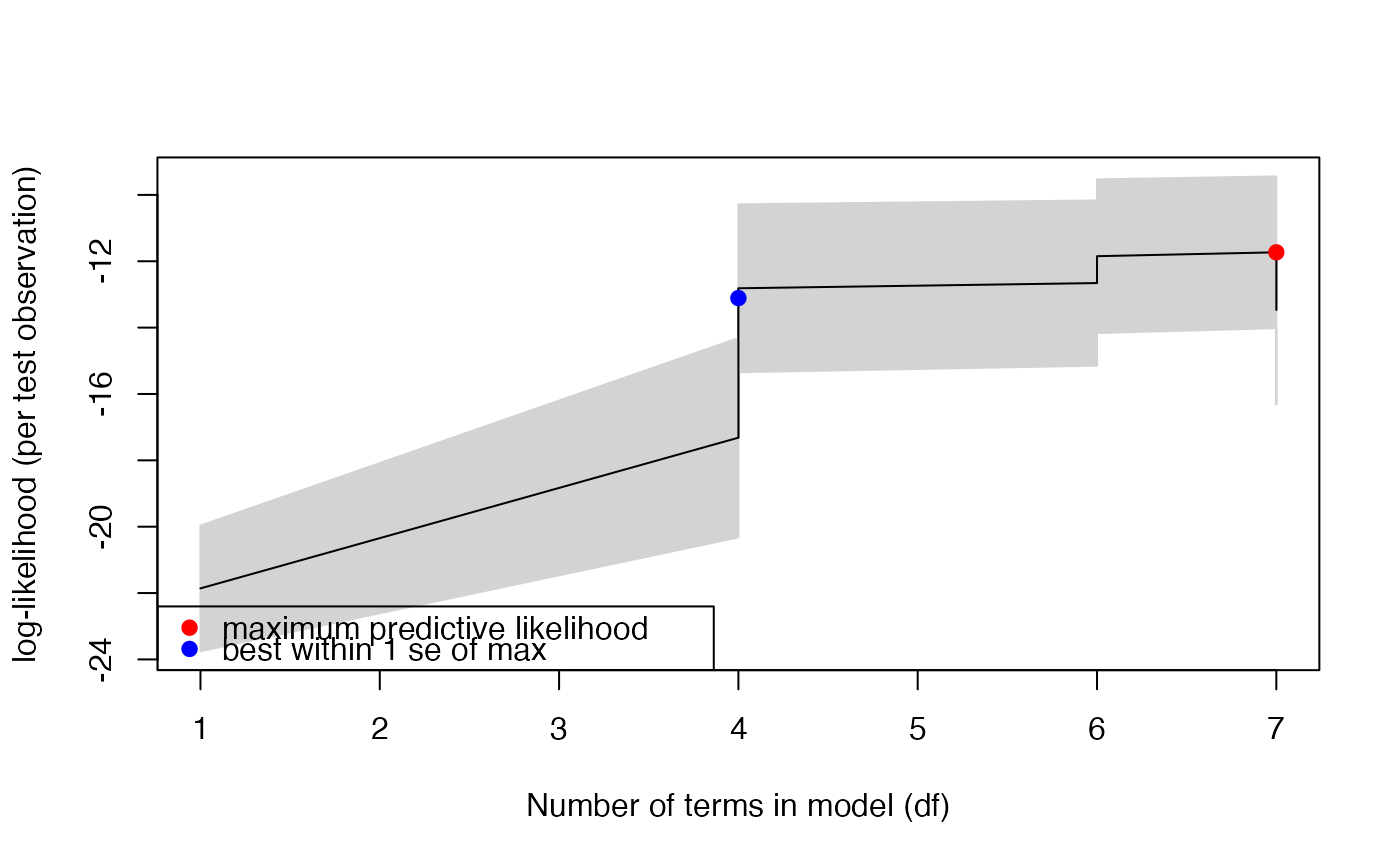 log-likelihood (per test observation)
-12
-16
-20
-24
maximum predictive likelihood
best within 1 se of max
1 2 3 4 5 6 7
Number of terms in model (df)